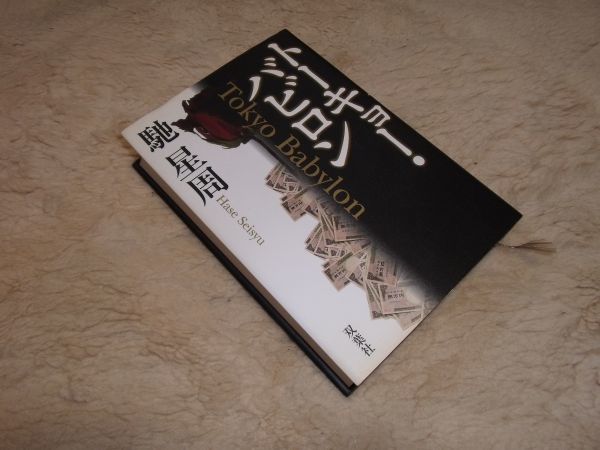 トーキョー・
バビロン
Tokyo Babylon
馳 星周
Hase Seisyu
双葉社